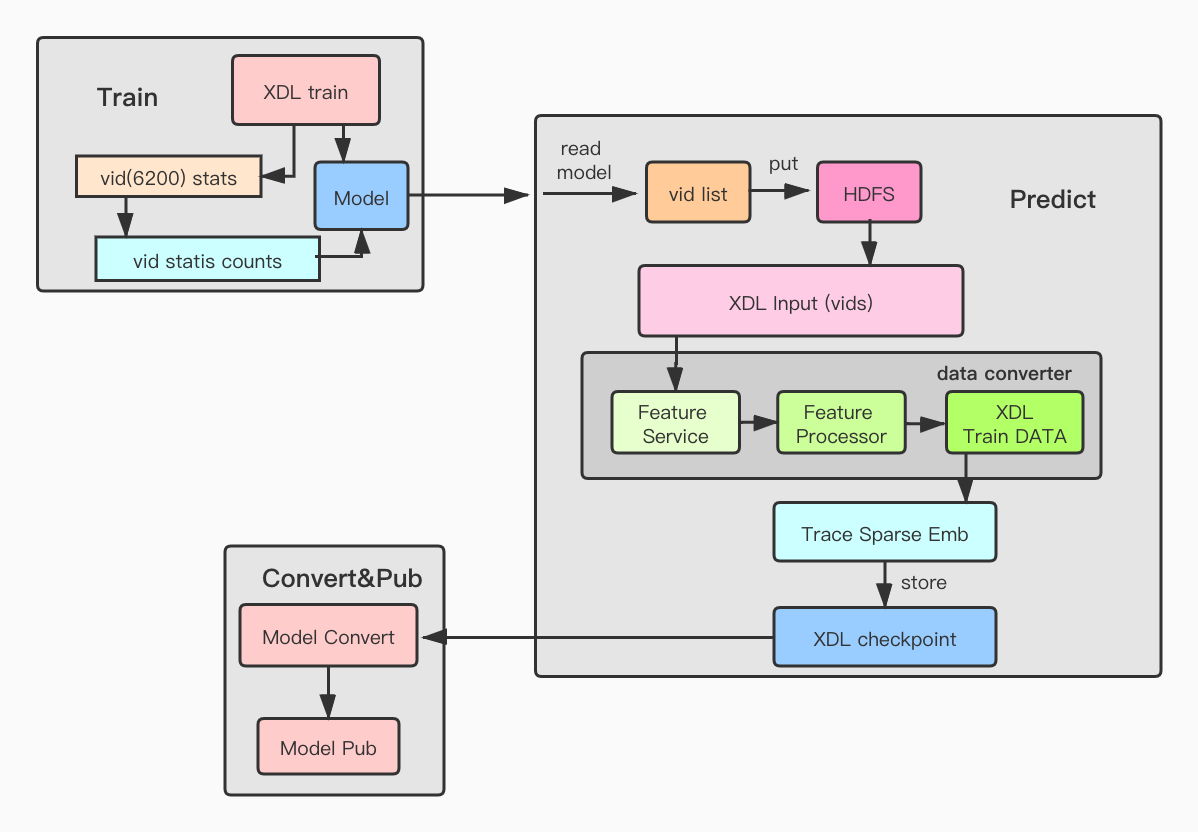 Train
XDL train
vid(6200) stats
Model
vid statis counts
read
model
vid list
put
HDFS
Predict
XDL Input (vids)
data converter
Feature
Service
Feature
Processor
XDL
Train DATA
Trace Sparse Emb
store
XDL checkpoint
Convert&Pub
Model Convert
Model Pub